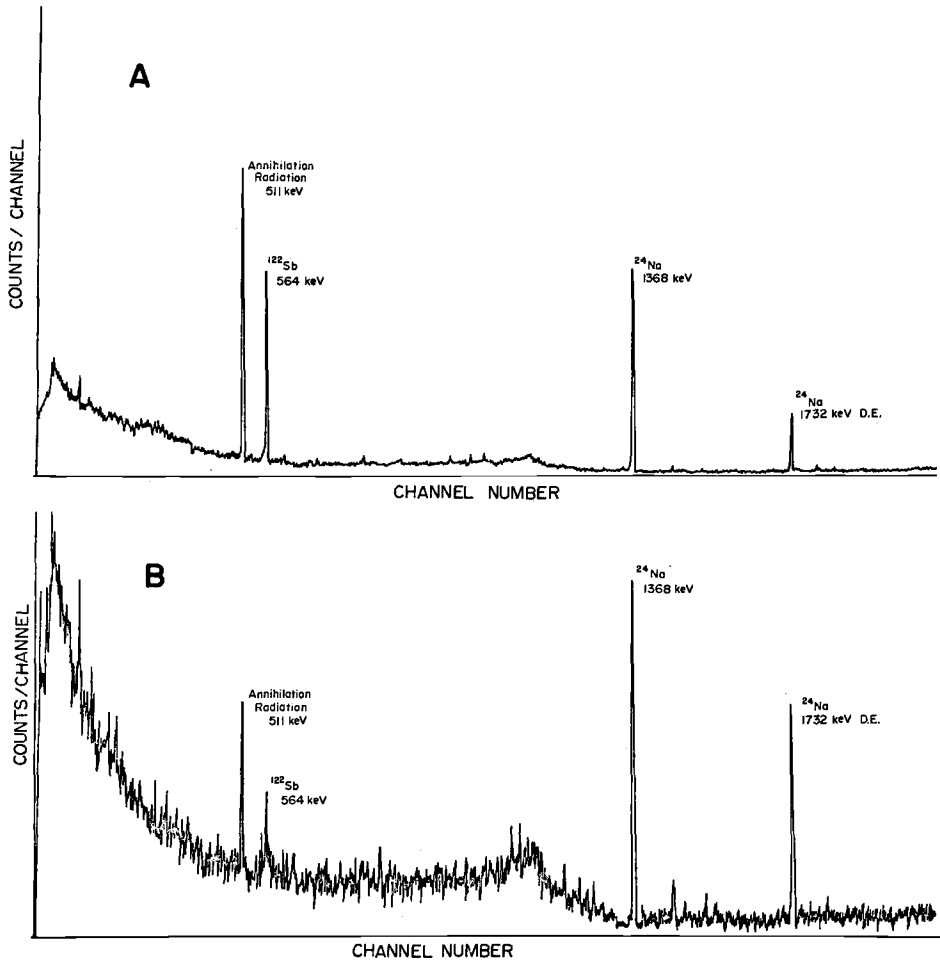 A
COUNTS/ CHANNEL
Annihilation
Radiation
511 keV
¹²²Sb
564 keV
²⁴Na
1368 keV
²⁴Na
1732 keV D.E.
CHANNEL NUMBER
B
COUNTS/CHANNEL
²⁴Na
1368 keV
Annihilation
Radiation
511 keV
²⁴Na
1732 keV D.E.
¹²²Sb
564 keV
CHANNEL NUMBER